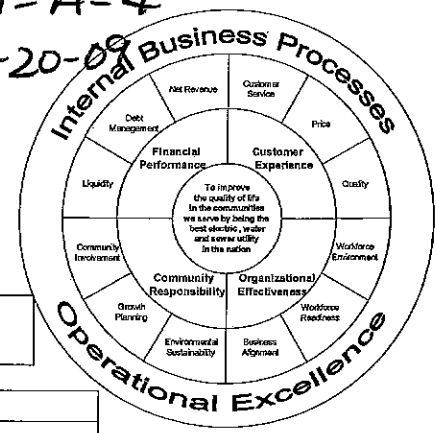 -A-4
-20-09
Internal Business Processes
Net Revenue
Customer
Service
Debt
Management
Price
Financial
Performance
Customer
Experience
Liquidity
Quality
To improve
the quality of life
in the communities
we serve by being the
best electric, water
and sewer utility
in the nation
Community
Involvement
Workforce
Environment
Community
Responsibility
Organizational
Effectiveness
Growth
Planning
Workforce
Readiness
Environmental
Sustainability
Business
Alignment
Operational Excellence